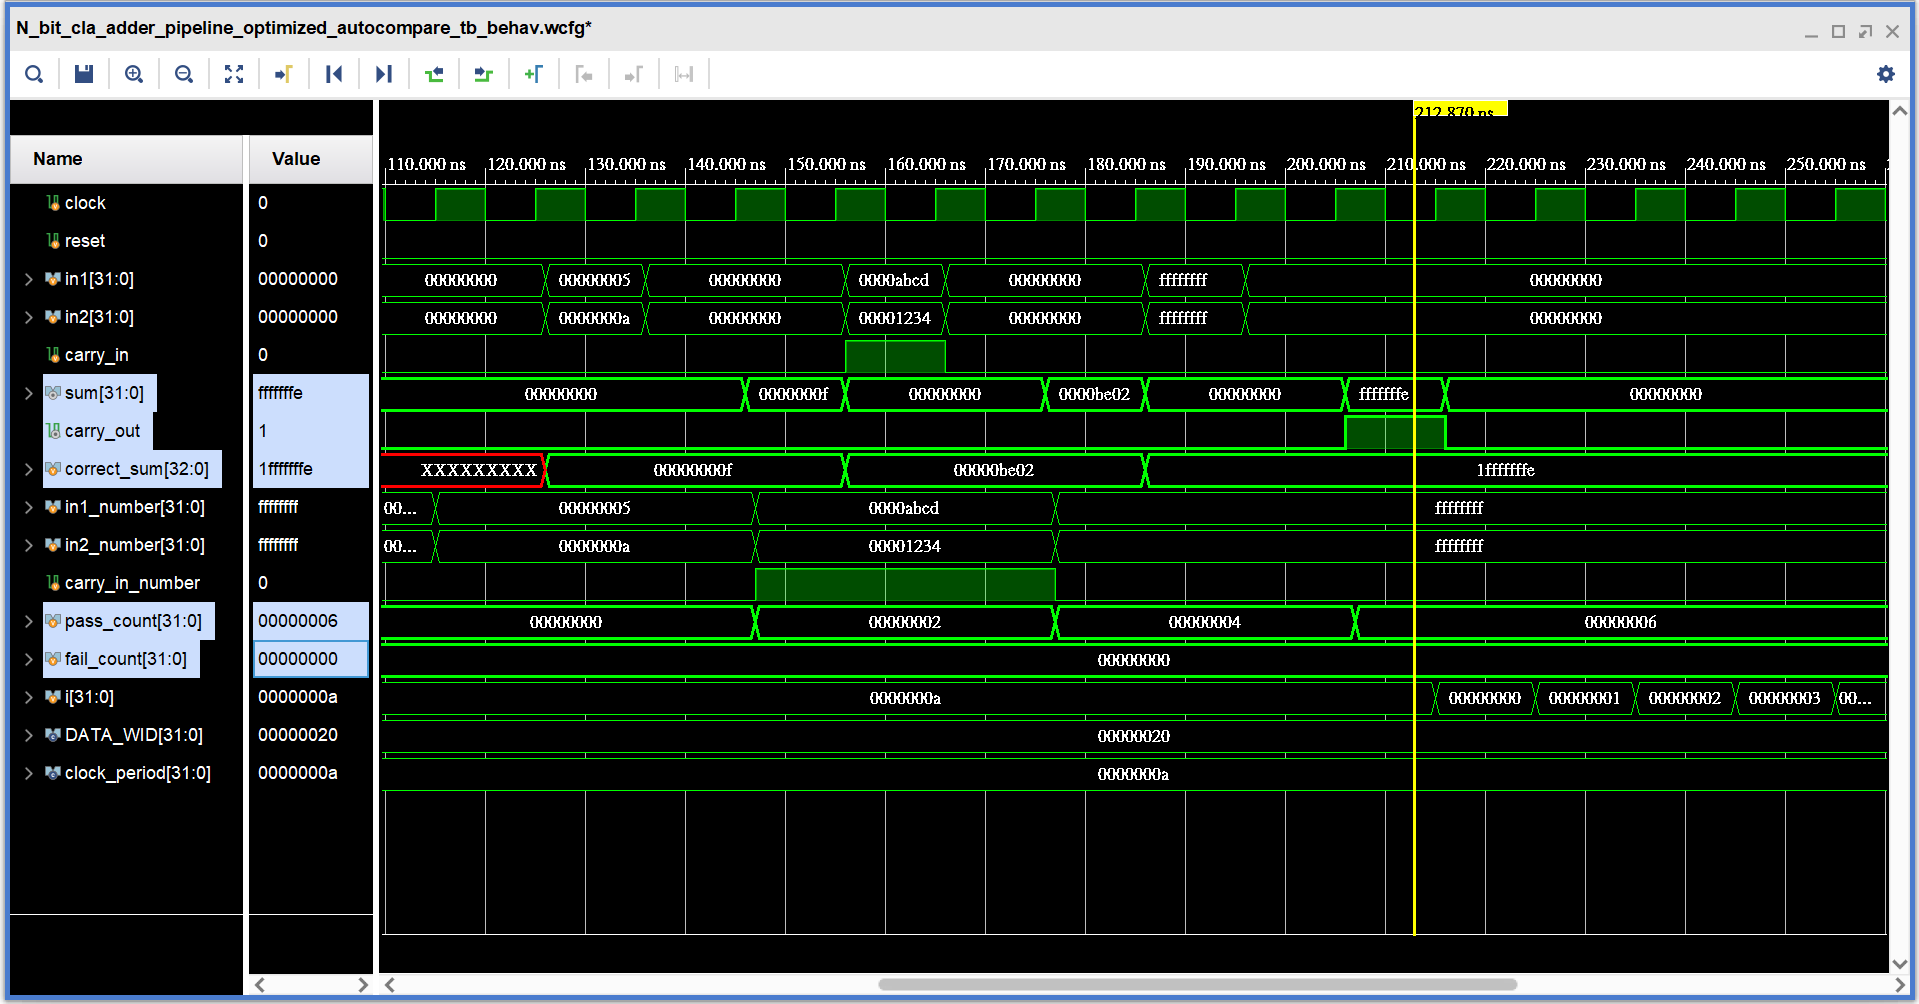 N_bit_cla_adder_pipeline_optimized_autocompare_tb_behav.wcfg*
212.870 ns
Name Value 110.000 ns 120.000 ns 130.000 ns 140.000 ns 150.000 ns 160.000 ns 170.000 ns 180.000 ns 190.000 ns 200.000 ns 210.000 ns 220.000 ns 230.000 ns 240.000 ns 250.000 ns
clock 0
reset 0
in1[31:0] 00000000 00000000 00000005 00000000 0000abcd 00000000 ffffffff 00000000
in2[31:0] 00000000 00000000 0000000a 00000000 00001234 00000000 ffffffff 00000000
carry_in 0
sum[31:0] fffffffe 00000000 0000000f 00000000 0000be02 00000000 fffffffe 00000000
carry_out 1
correct_sum[32:0] 1fffffffe XXXXXXXXX 00000000f 00000be02 1fffffffe
in1_number[31:0] ffffffff 00... 00000005 0000abcd ffffffff
in2_number[31:0] ffffffff 00... 0000000a 00001234 ffffffff
carry_in_number 0
pass_count[31:0] 00000006 00000000 00000002 00000004 00000006
fail_count[31:0] 00000000 00000000
i[31:0] 0000000a 0000000a 00000000 00000001 00000002 00000003 00...
DATA_WID[31:0] 00000020 00000020
clock_period[31:0] 0000000a 0000000a